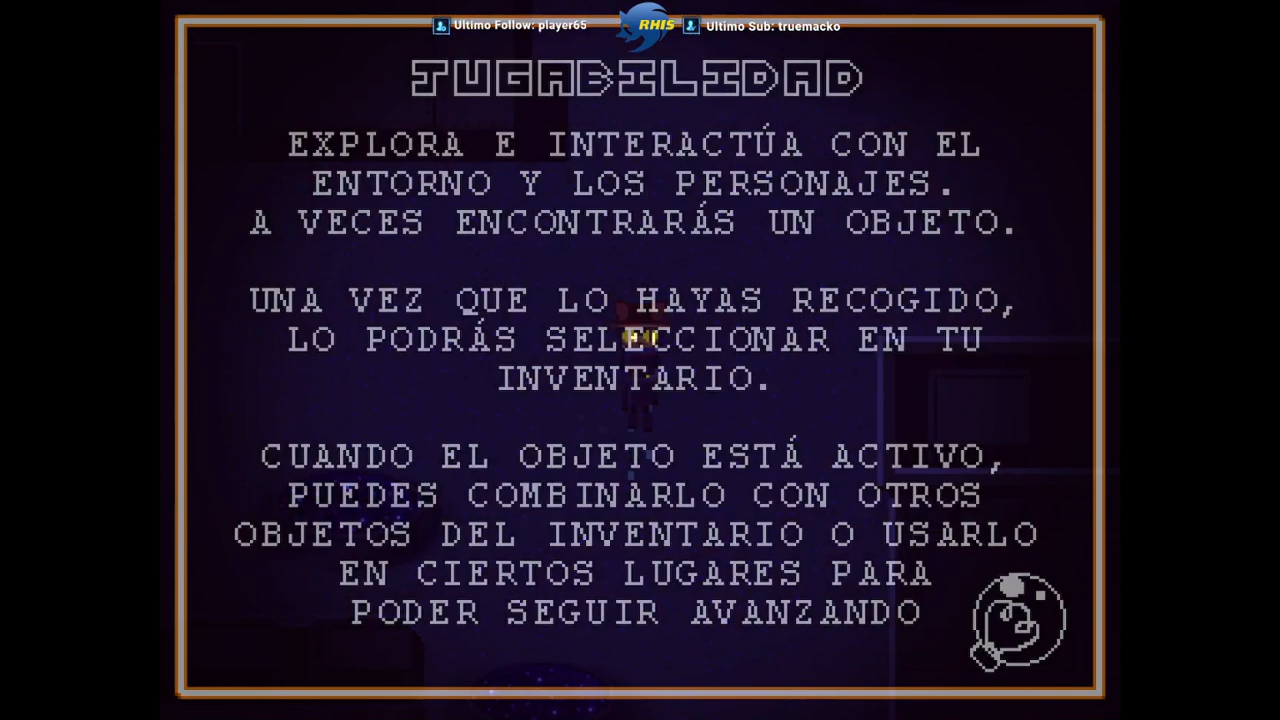 Ultimo Follow: player65
RHIS
Ultimo Sub: truemacko
JUGABILIDAD
EXPLORA E INTERACTÚA CON EL
ENTORNO Y LOS PERSONAJES.
A VECES ENCONTRARÁS UN OBJETO.
UNA VEZ QUE LO HAYAS RECOGIDO,
LO PODRÁS SELECCIONAR EN TU
INVENTARIO.
CUANDO EL OBJETO ESTÁ ACTIVO,
PUEDES COMBINARLO CON OTROS
OBJETOS DEL INVENTARIO O USARLO
EN CIERTOS LUGARES PARA
PODER SEGUIR AVANZANDO